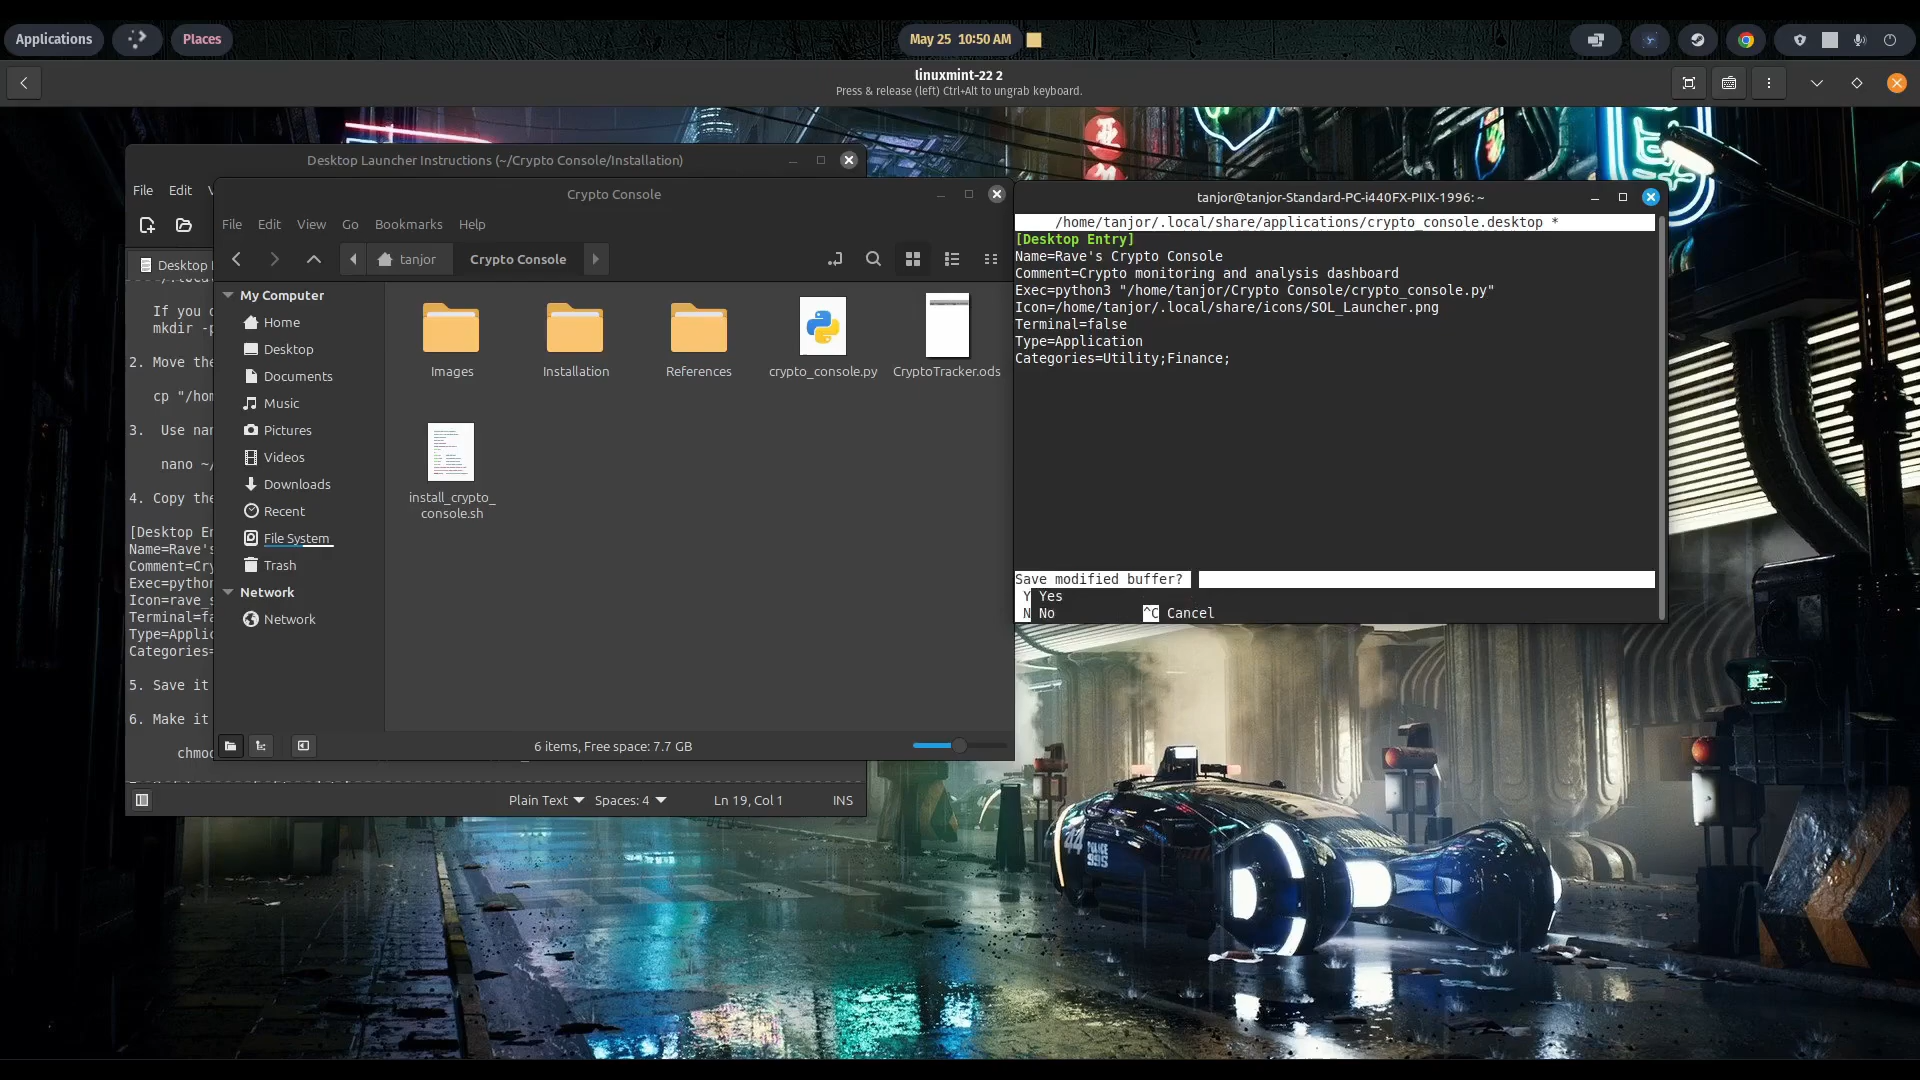 Applications
Places
May 25 10:50 AM
linuxmint-22 2
Press & release (left) Ctrl+Alt to ungrab keyboard.
Desktop Launcher Instructions (~/Crypto Console/Installation)
File Edit
Desktop
If you
mkdir -p
2. Move the
cp "/hom
3. Use nan
nano ~/
4. Copy the
[Desktop En
Name=Rave's
Comment=Cry
Exec=python
Icon=rave_s
Terminal=fa
Type=Applic
Categories=
5. Save it
6. Make it
chmod
Plain Text Spaces: 4 Ln 19, Col 1 INS
Crypto Console
File Edit View Go Bookmarks Help
tanjor Crypto Console
My Computer
Home
Desktop
Documents
Music
Pictures
Videos
Downloads
Recent
File System
Trash
Network
Network
Images
Installation
References
crypto_console.py
CryptoTracker.ods
install_crypto_
console.sh
6 items, Free space: 7.7 GB
tanjor@tanjor-Standard-PC-i440FX-PIIX-1996: ~
/home/tanjor/.local/share/applications/crypto_console.desktop *
[Desktop Entry]
Name=Rave's Crypto Console
Comment=Crypto monitoring and analysis dashboard
Exec=python3 "/home/tanjor/Crypto Console/crypto_console.py"
Icon=/home/tanjor/.local/share/icons/SOL_Launcher.png
Terminal=false
Type=Application
Categories=Utility;Finance;
Save modified buffer?
Y Yes
N No ^C Cancel
44 POLICE
995